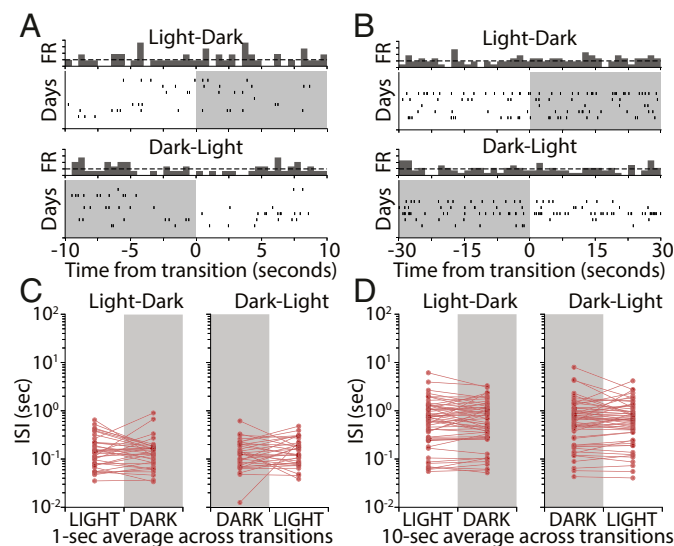 A
Light-Dark
FR
Days
Dark-Light
FR
Days
-10 -5 0 5 10
Time from transition (seconds)
B
Light-Dark
FR
Days
Dark-Light
FR
Days
-30 -15 0 15 30
Time from transition (seconds)
C
Light-Dark Dark-Light
ISI (sec)
10²
10¹
10⁰
10⁻¹
10⁻²
LIGHT DARK DARK LIGHT
1-sec average across transitions
D
Light-Dark Dark-Light
ISI (sec)
10²
10¹
10⁰
10⁻¹
10⁻²
LIGHT DARK DARK LIGHT
10-sec average across transitions